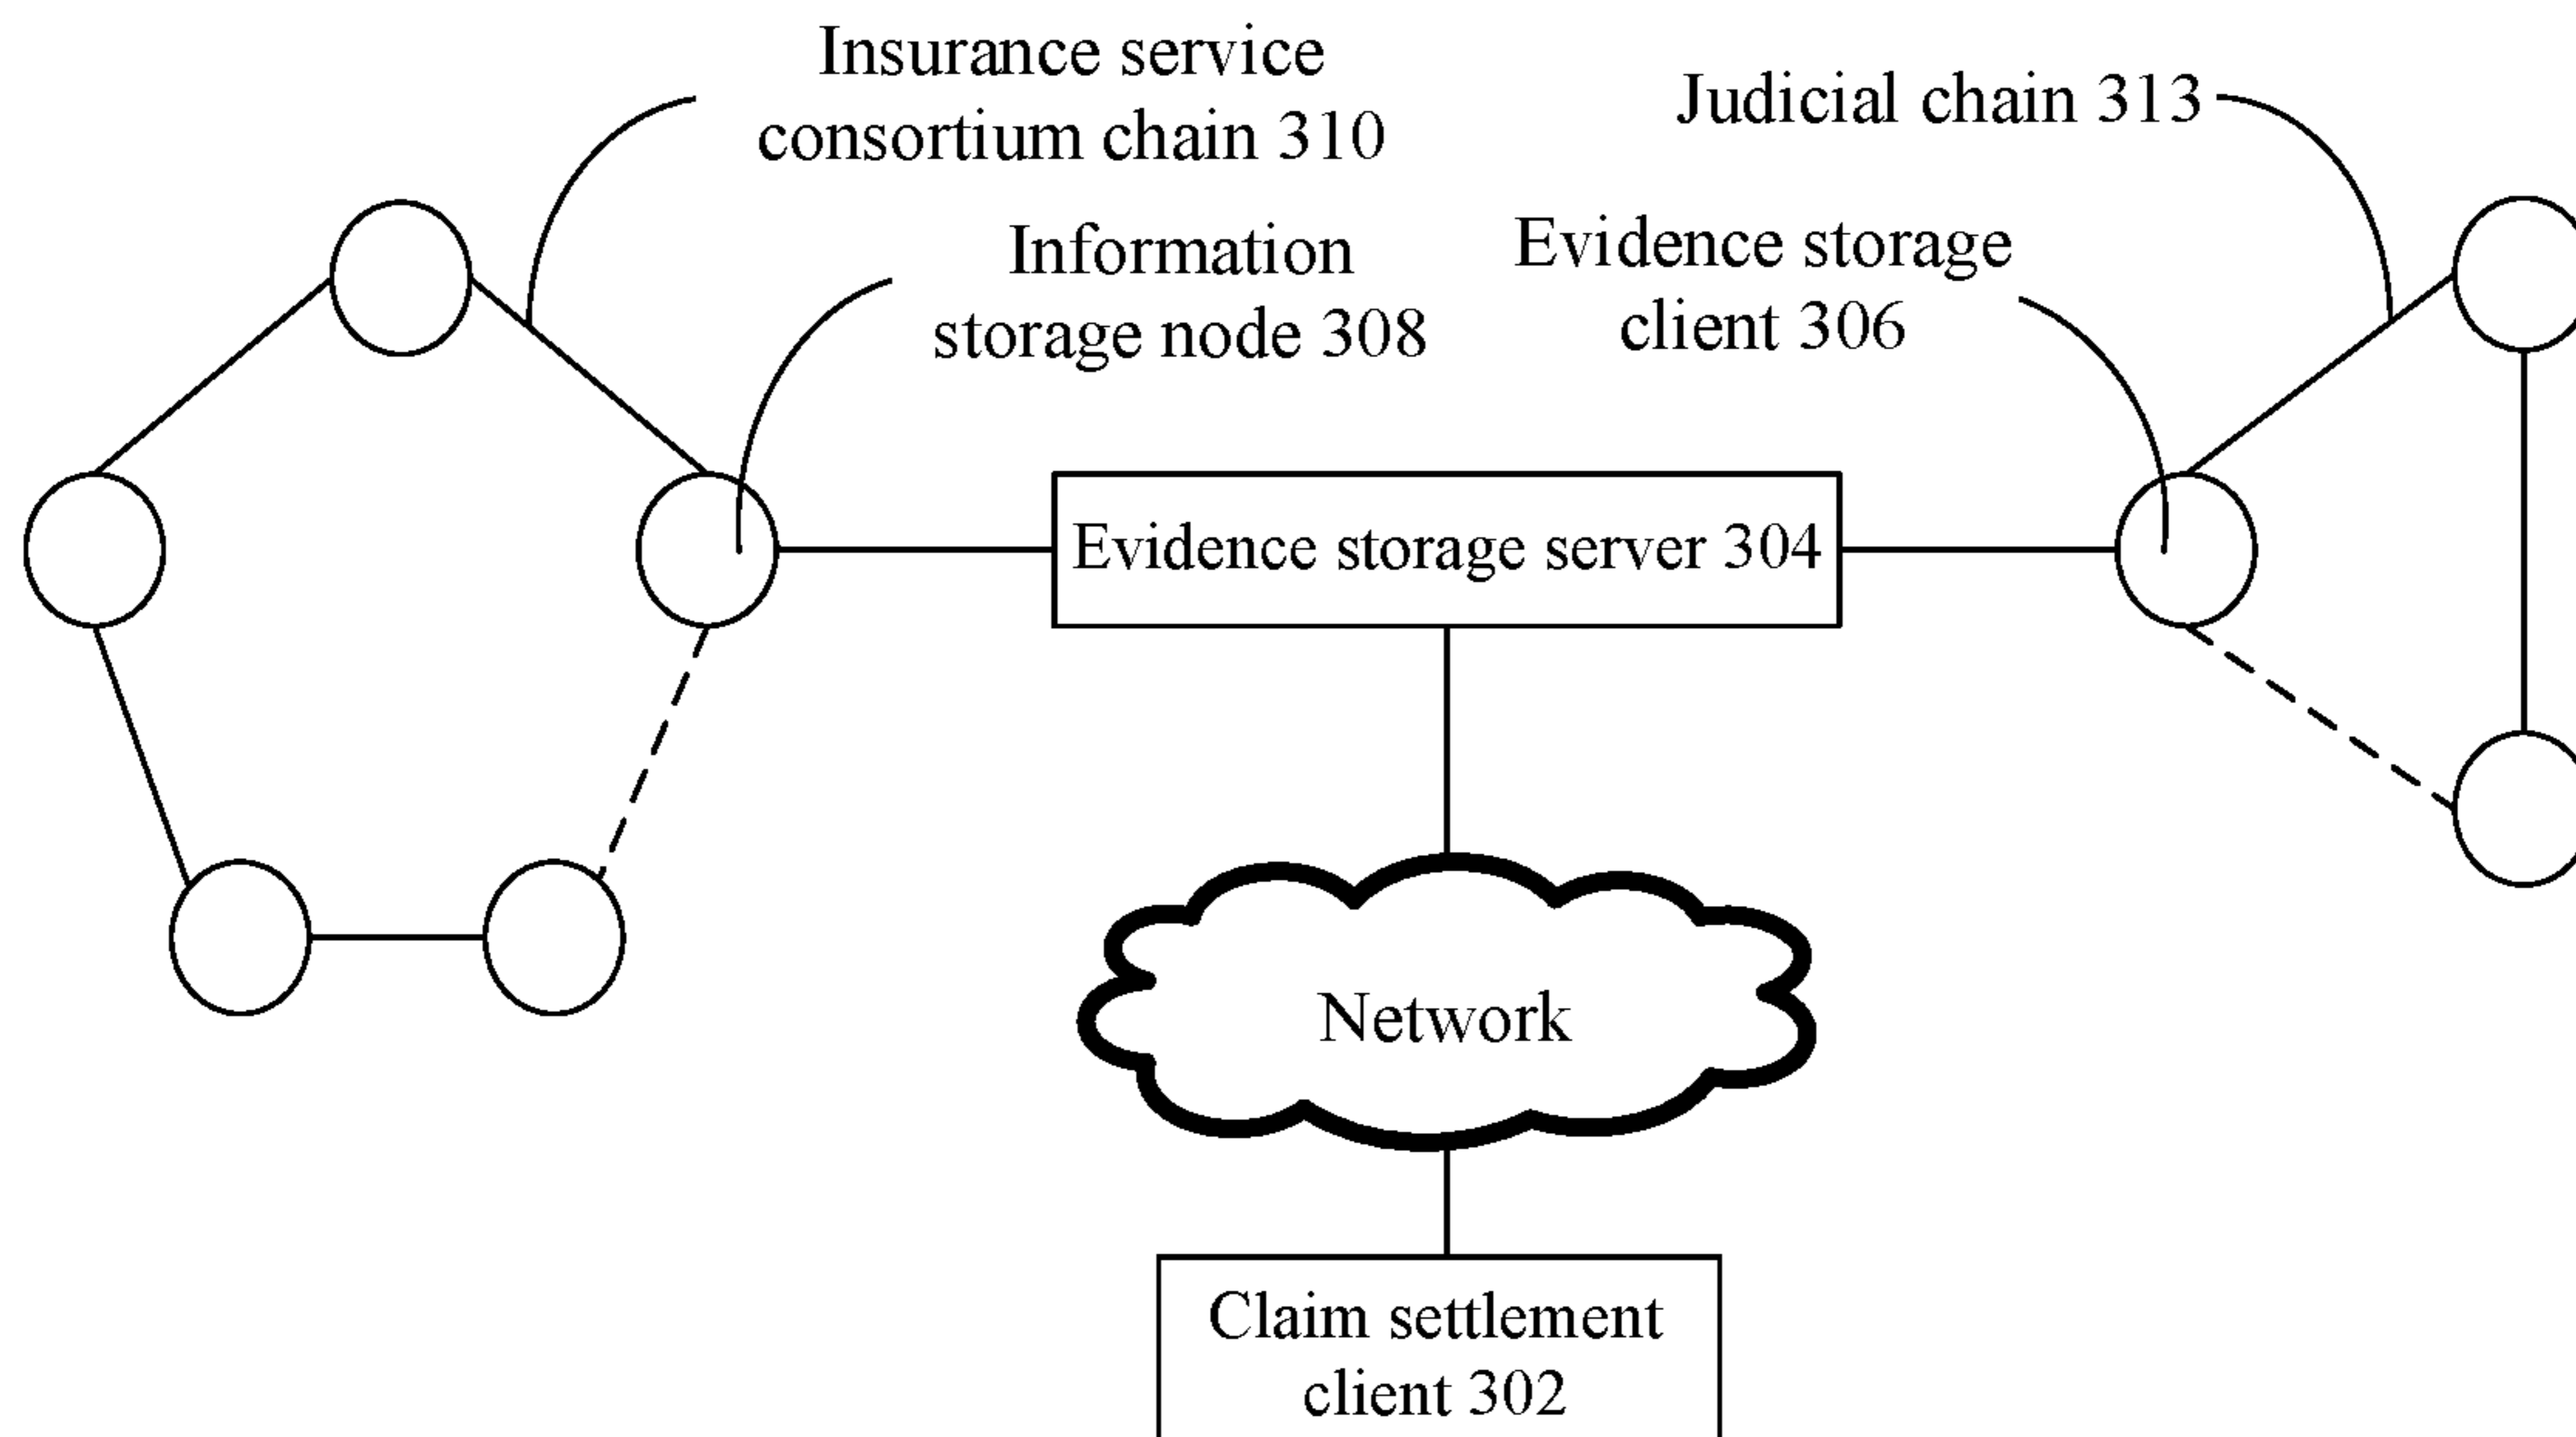 Insurance service
consortium chain 310
Judicial chain 313
Information
storage node 308
Evidence storage
client 306
Evidence storage server 304
Network
Claim settlement
client 302